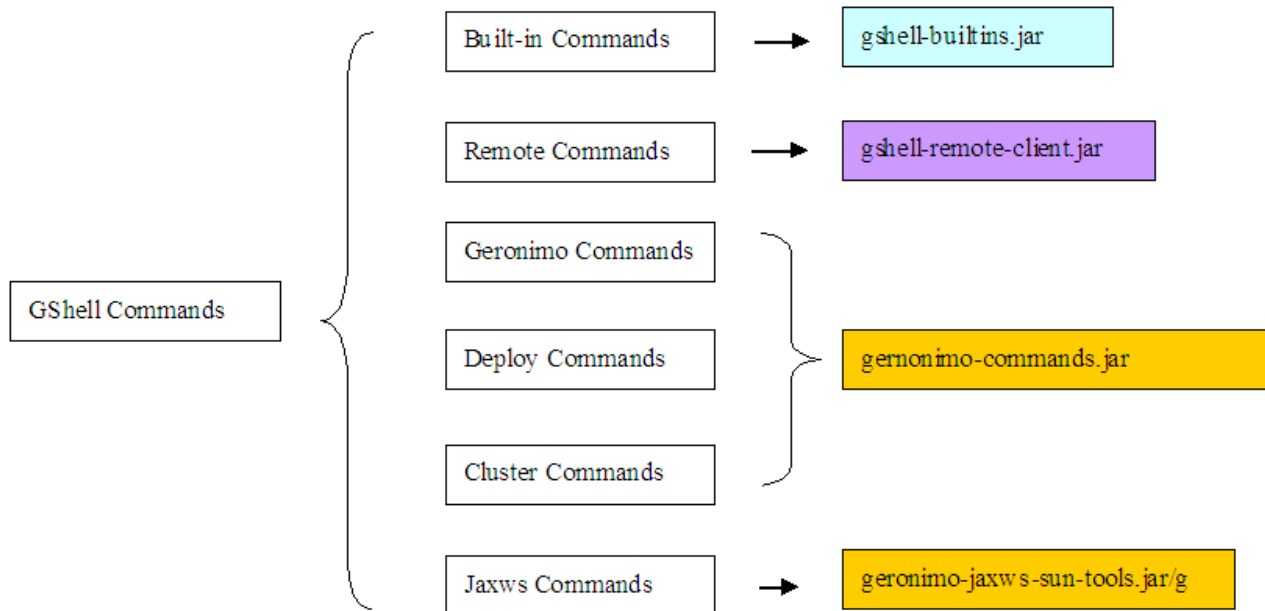 Built-in Commands
gshell-builtins.jar
Remote Commands
gshell-remote-client.jar
Geronimo Commands
GShell Commands
Deploy Commands
gernonimo-commands.jar
Cluster Commands
Jaxws Commands
geronimo-jaxws-sun-tools.jar/g